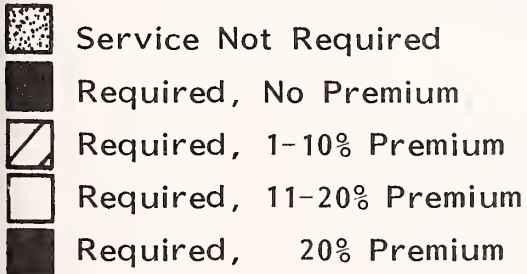 Service Not Required
Required, No Premium
Required, 1-10% Premium
Required, 11-20% Premium
Required, 20% Premium